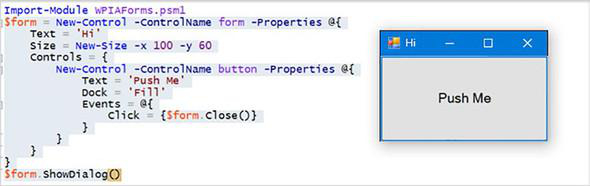 Import-Module WPIAForms.psm1
$form = New-Control -ControlName form -Properties @{
    Text = 'Hi'
    Size = New-Size -x 100 -y 60
    Controls = {
        New-Control -ControlName button -Properties @{
            Text = 'Push Me'
            Dock = 'Fill'
            Events = @{
                Click = {$form.Close()}
            }
        }
    }
}
$form.ShowDialog()
Hi
Push Me